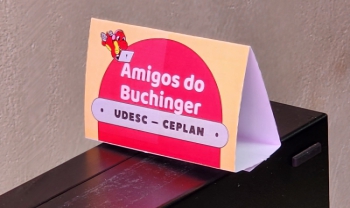 Amigos do
Buchinger
UDESC – CEPLAN